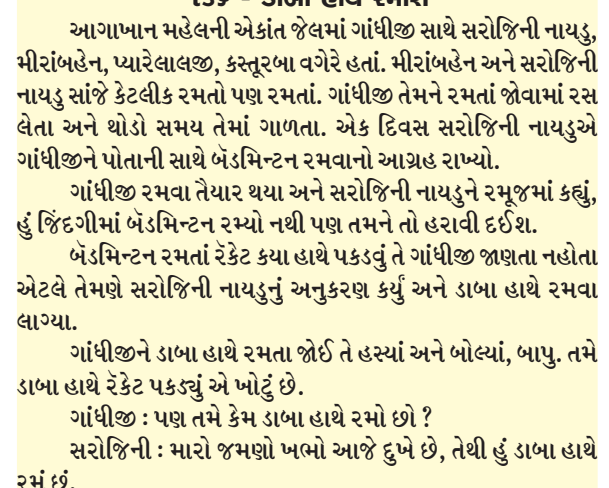 ડાબા હાથે રમીશ
આગાખાન મહેલની એકાંત જેલમાં ગાંધીજી સાથે સરોજિની નાયડુ,
મીરાંબહેન, પ્યારેલાલજી, કસ્તૂરબા વગેરે હતાં. મીરાંબહેન અને સરોજિની
નાયડુ સાંજે કેટલીક રમતો પણ રમતાં. ગાંધીજી તેમને રમતાં જોવામાં રસ
લેતા અને થોડો સમય તેમાં ગાળતા. એક દિવસ સરોજિની નાયડુએ
ગાંધીજીને પોતાની સાથે બૅડમિન્ટન રમવાનો આગ્રહ રાખ્યો.
ગાંધીજી રમવા તૈયાર થયા અને સરોજિની નાયડુને રમૂજમાં કહ્યું,
હું જિંદગીમાં બૅડમિન્ટન રમ્યો નથી પણ તમને તો હરાવી દઈશ.
બૅડમિન્ટન રમતાં રૅકેટ કયા હાથે પકડવું તે ગાંધીજી જાણતા નહોતા
એટલે તેમણે સરોજિની નાયડુનું અનુકરણ કર્યું અને ડાબા હાથે રમવા
લાગ્યા.
ગાંધીજીને ડાબા હાથે રમતા જોઈ તે હસ્યાં અને બોલ્યાં, બાપુ. તમે
ડાબા હાથે રૅકેટ પકડ્યું એ ખોટું છે.
ગાંધીજી : પણ તમે કેમ ડાબા હાથે રમો છો ?
સરોજિની : મારો જમણો ખભો આજે દુખે છે, તેથી હું ડાબા હાથે
રમું છું.